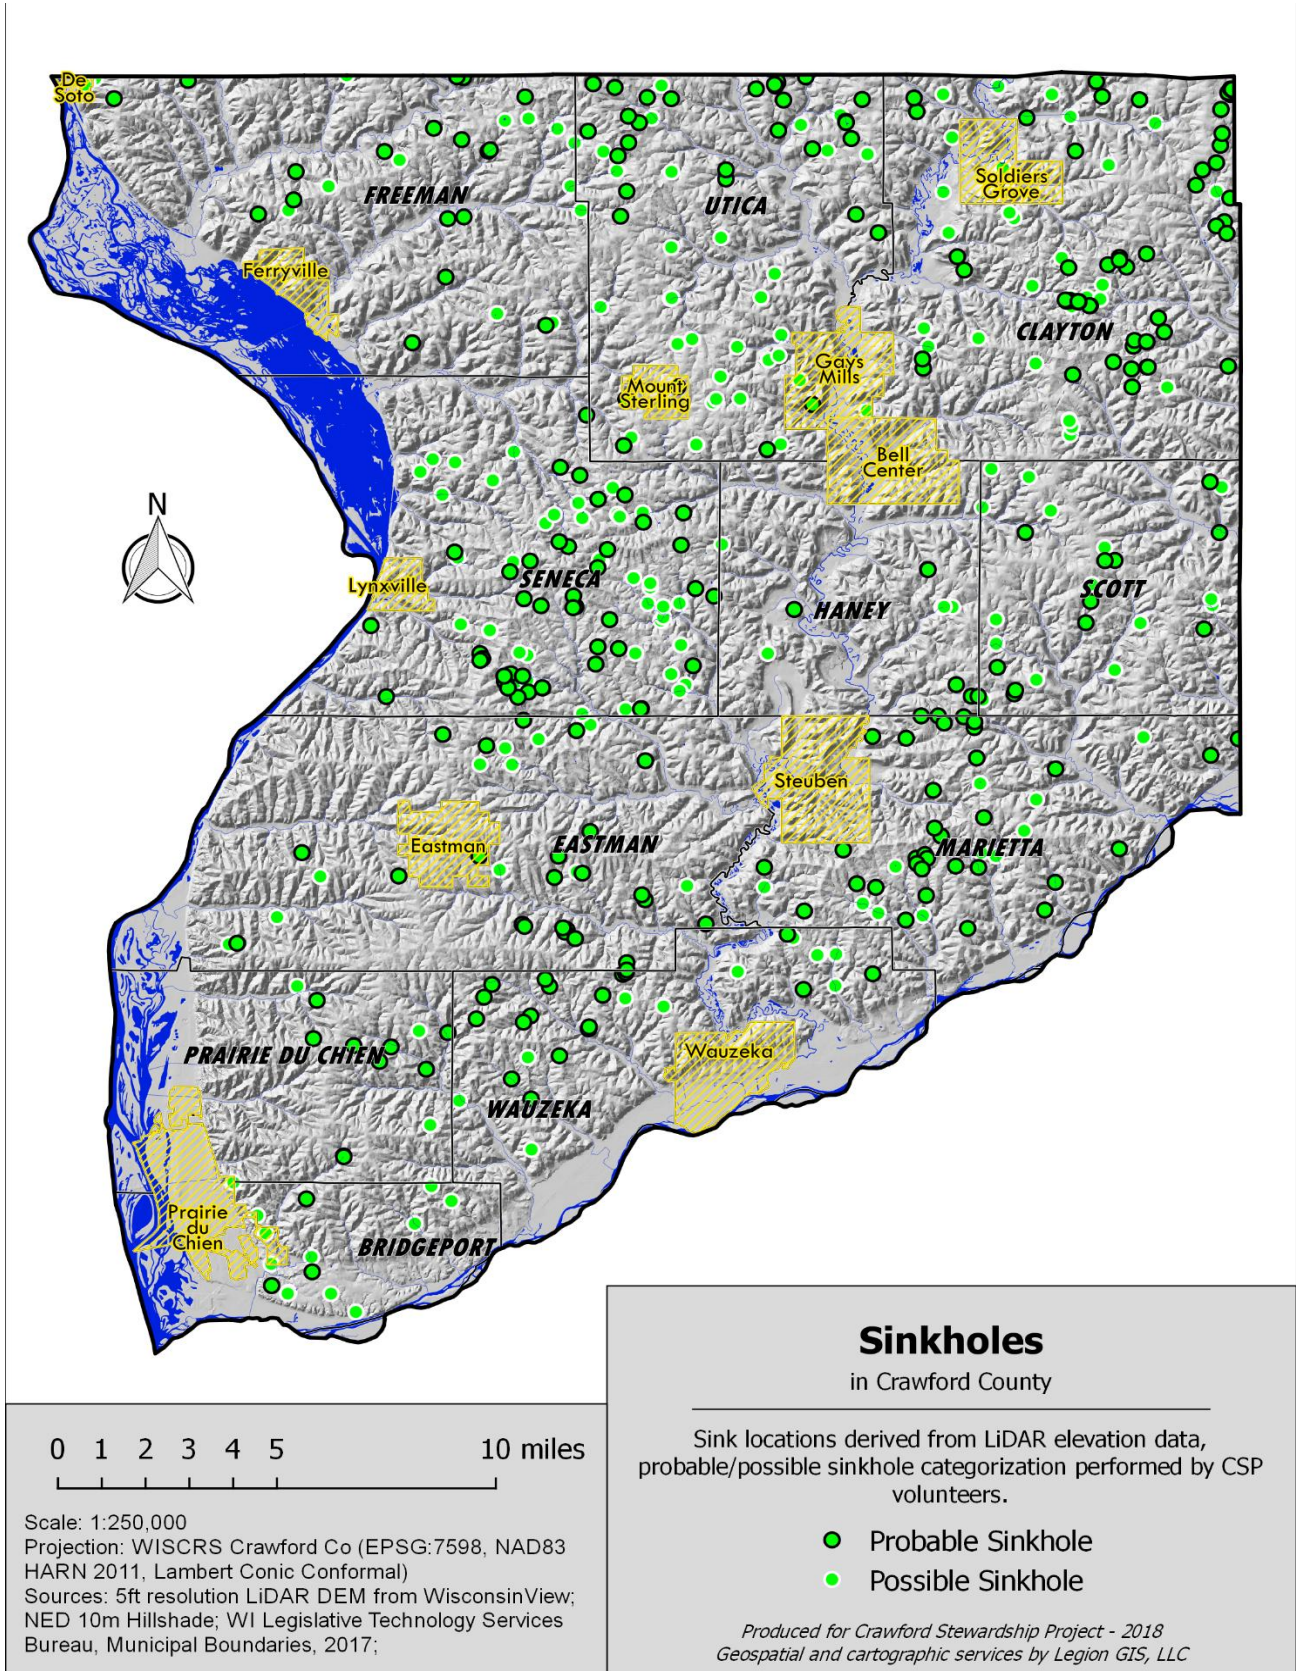 De
Soto
FREEMAN
UTICA
Soldiers
Grove
Ferryville
CLAYTON
Gays
Mills
Mount
Sterling
Bell
Center
N
Lynxville
SENECA
HANEY
SCOTT
Steuben
Eastman
EASTMAN
MARIETTA
PRAIRIE DU CHIEN
Wauzeka
WAUZEKA
Prairie
du
Chien
BRIDGEPORT
Sinkholes
in Crawford County
Sink locations derived from LiDAR elevation data,
probable/possible sinkhole categorization performed by CSP
volunteers.
Probable Sinkhole
Possible Sinkhole
Produced for Crawford Stewardship Project - 2018
Geospatial and cartographic services by Legion GIS, LLC
0 1 2 3 4 5 10 miles
Scale: 1:250,000
Projection: WISCRS Crawford Co (EPSG:7598, NAD83
HARN 2011, Lambert Conic Conformal)
Sources: 5ft resolution LiDAR DEM from WisconsinView;
NED 10m Hillshade; WI Legislative Technology Services
Bureau, Municipal Boundaries, 2017;